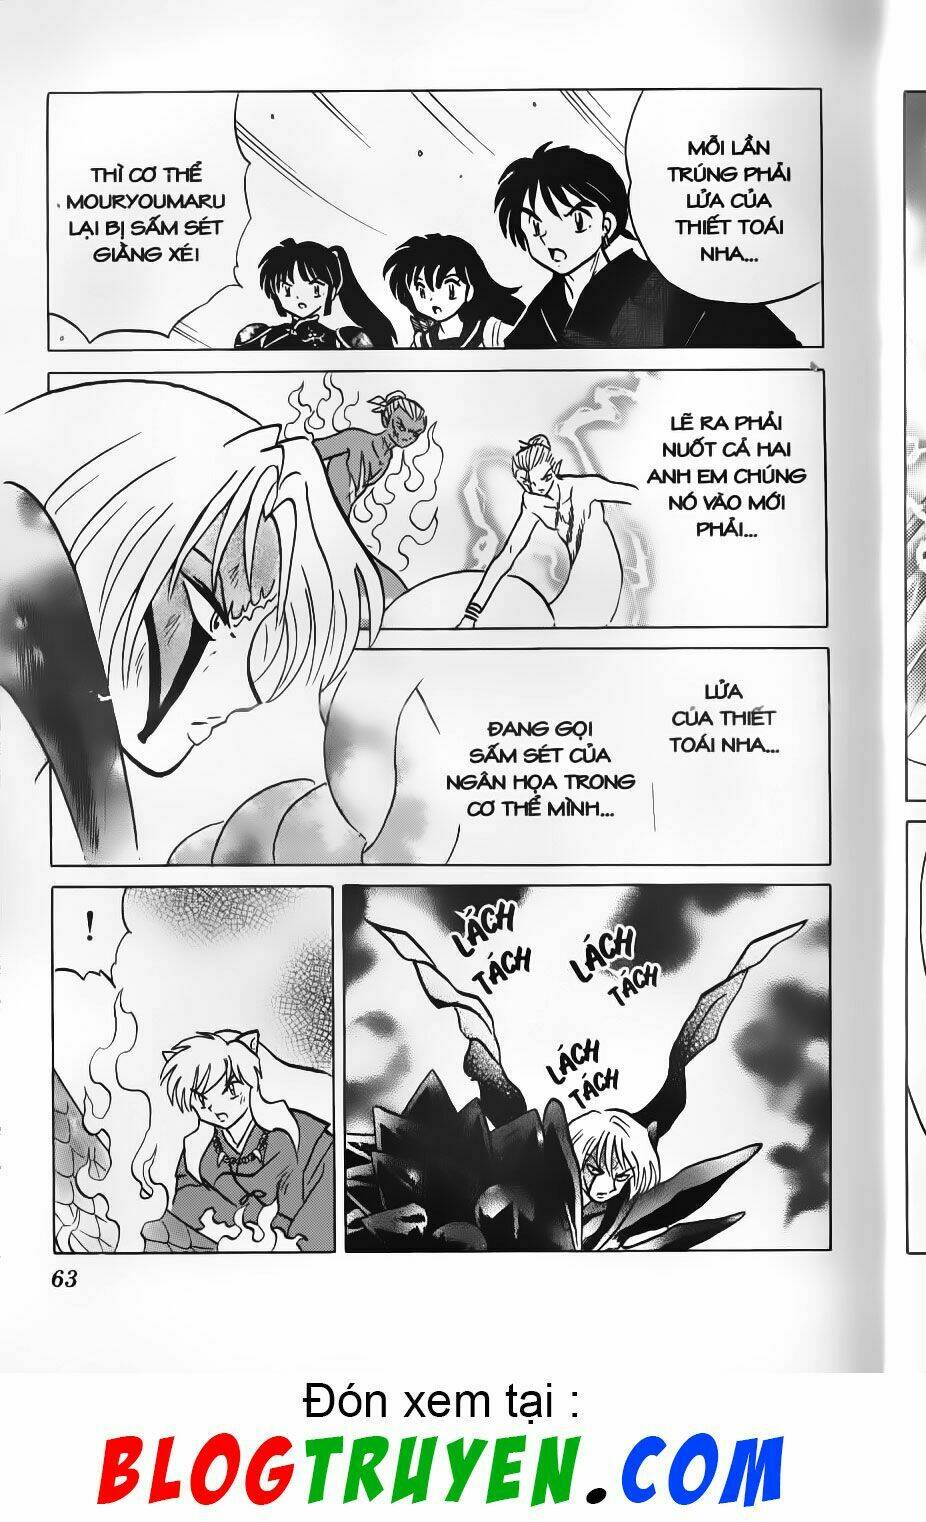 MỖI LẦN
TRÚNG PHẢI
LỬA CỦA
THIẾT TOÁI
NHA...
THÌ CƠ THỂ
MOURYOUMARU
LẠI BỊ SẤM SÉT
GIẰNG XÉ!
LẼ RA PHẢI
NUỐT CẢ HAI
ANH EM CHÚNG
NÓ VÀO MỚI
PHẢI...
LỬA
CỦA THIẾT
TOÁI NHA...
ĐANG GỌI
SẤM SÉT CỦA
NGÂN HỌA TRONG
CƠ THỂ MÌNH...
LÁCH
TÁCH
LÁCH
TÁCH
LÁCH
TÁCH
!
63
Đón xem tại :
BLOGTRUYEN.COM